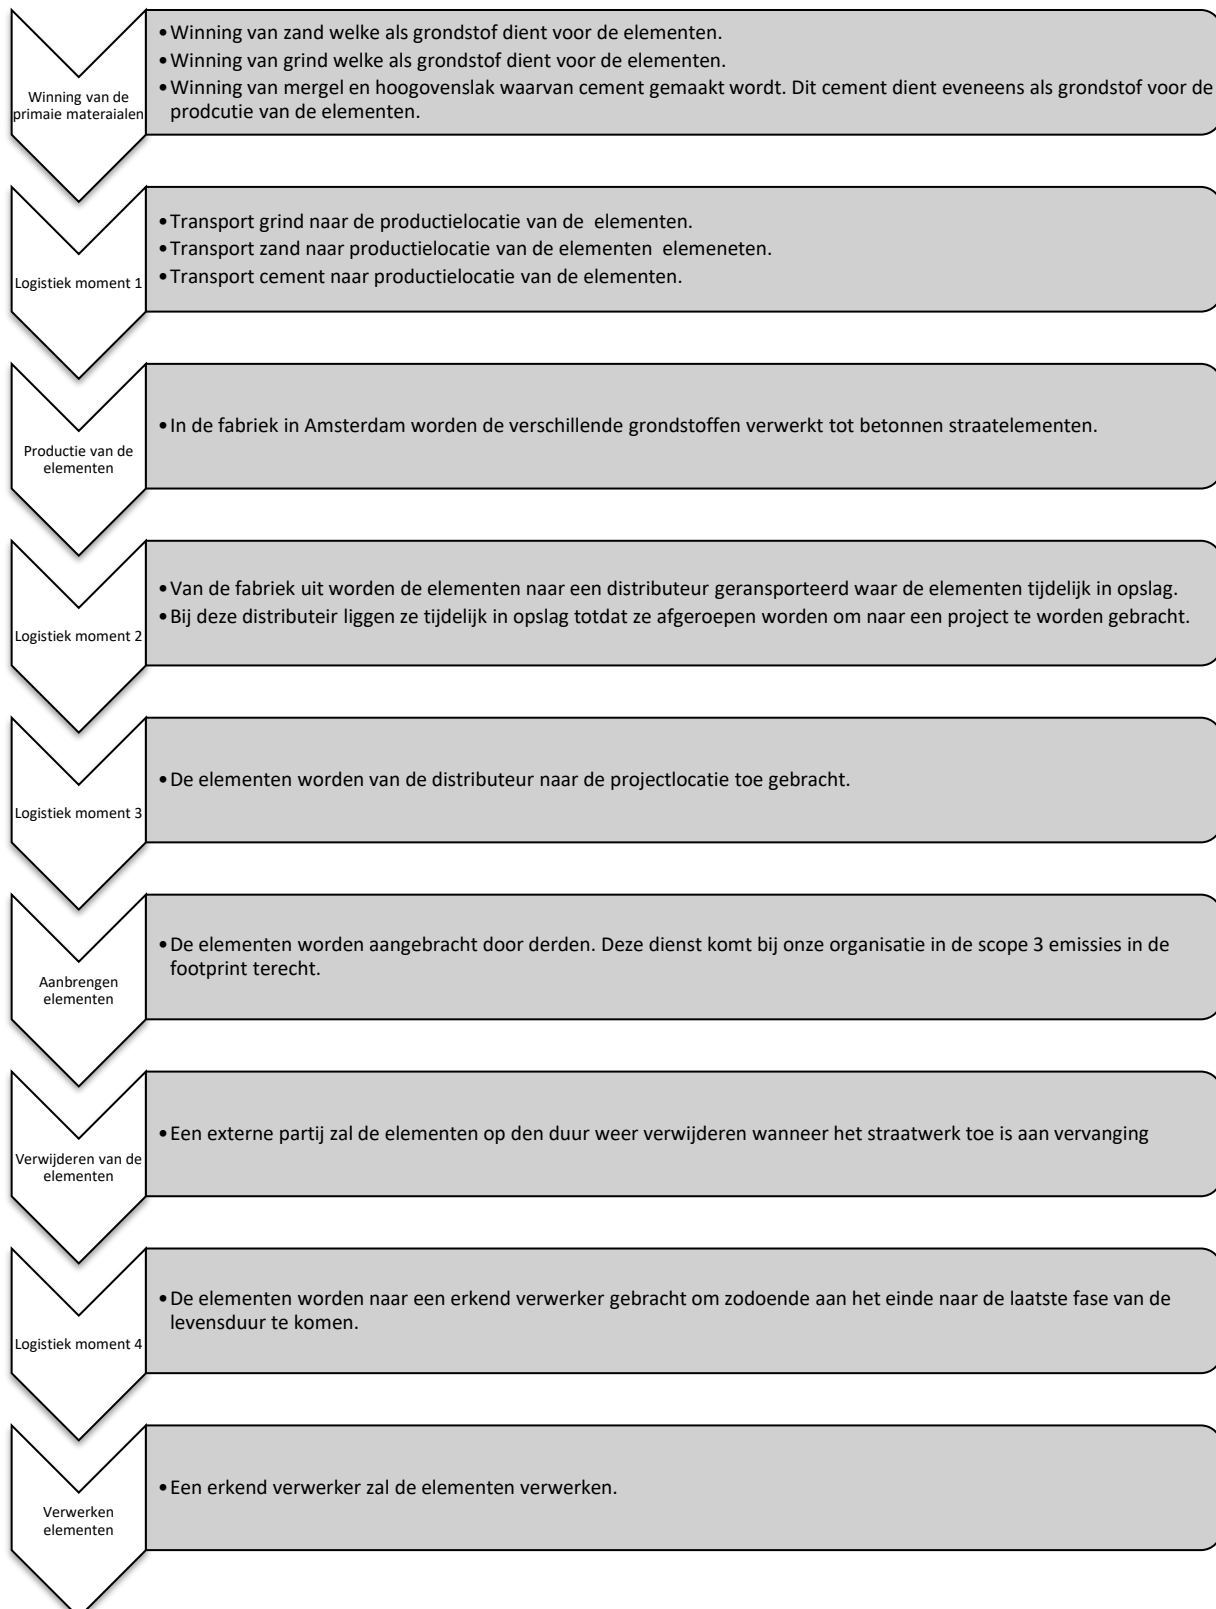 Winning van de
primaie materaialen
•Winning van zand welke als grondstof dient voor de elementen.
•Winning van grind welke als grondstof dient voor de elementen.
•Winning van mergel en hoogovenslak waarvan cement gemaakt wordt. Dit cement dient eveneens als grondstof voor de
prodcutie van de elementen.
Logistiek moment 1
•Transport grind naar de productielocatie van de  elementen.
•Transport zand naar productielocatie van de elementen  elemeneten.
•Transport cement naar productielocatie van de elementen.
Productie van de
elementen
•In de fabriek in Amsterdam worden de verschillende grondstoffen verwerkt tot betonnen straatelementen.
Logistiek moment 2
•Van de fabriek uit worden de elementen naar een distributeur geransporteerd waar de elementen tijdelijk in opslag.
•Bij deze distributeir liggen ze tijdelijk in opslag totdat ze afgeroepen worden om naar een project te worden gebracht.
Logistiek moment 3
•De elementen worden van de distributeur naar de projectlocatie toe gebracht.
Aanbrengen
elementen
•De elementen worden aangebracht door derden. Deze dienst komt bij onze organisatie in de scope 3 emissies in de
footprint terecht.
Verwijderen van de
elementen
•Een externe partij zal de elementen op den duur weer verwijderen wanneer het straatwerk toe is aan vervanging
Logistiek moment 4
•De elementen worden naar een erkend verwerker gebracht om zodoende aan het einde naar de laatste fase van de
levensduur te komen.
Verwerken
elementen
•Een erkend verwerker zal de elementen verwerken.